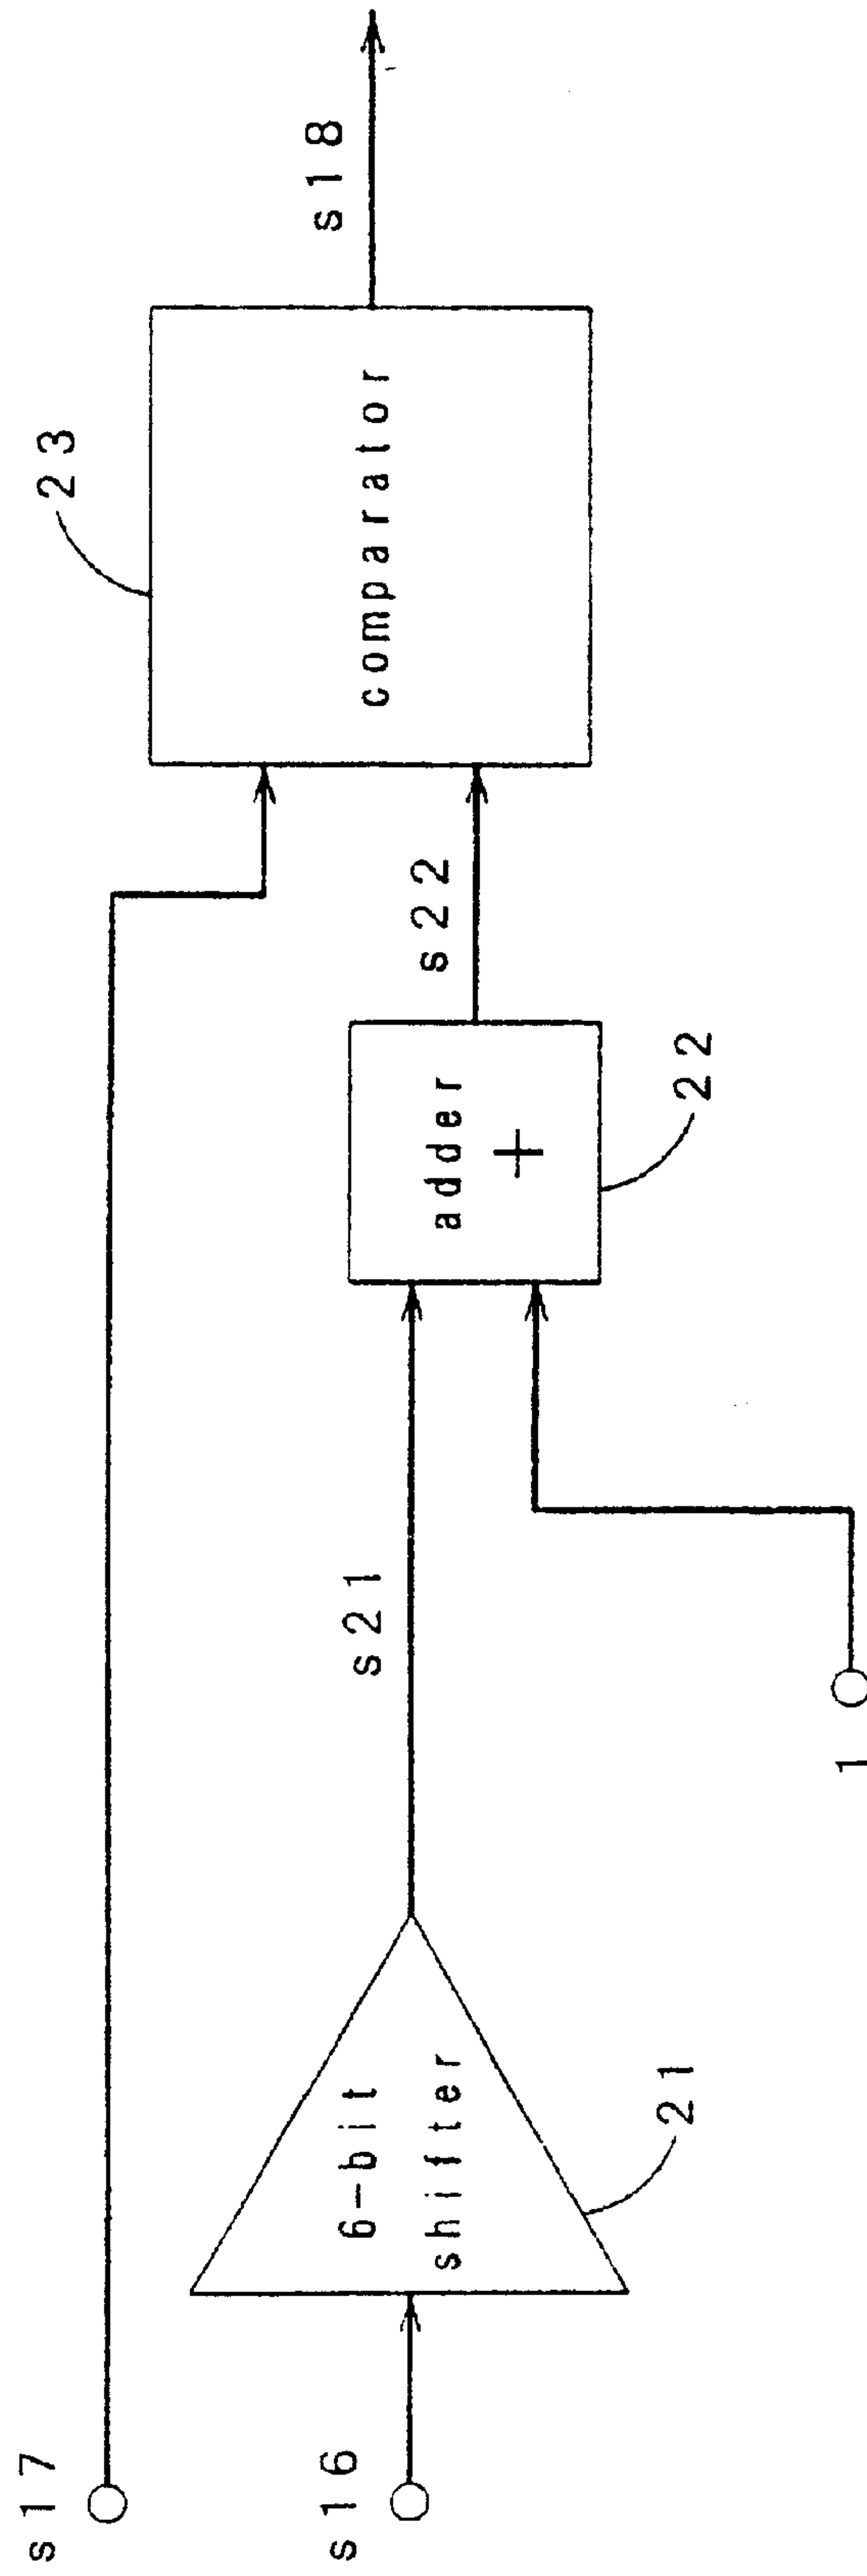 s17
s16
6-bit
shifter
21
s21
1
adder
+
22
s22
comparator
23
s18